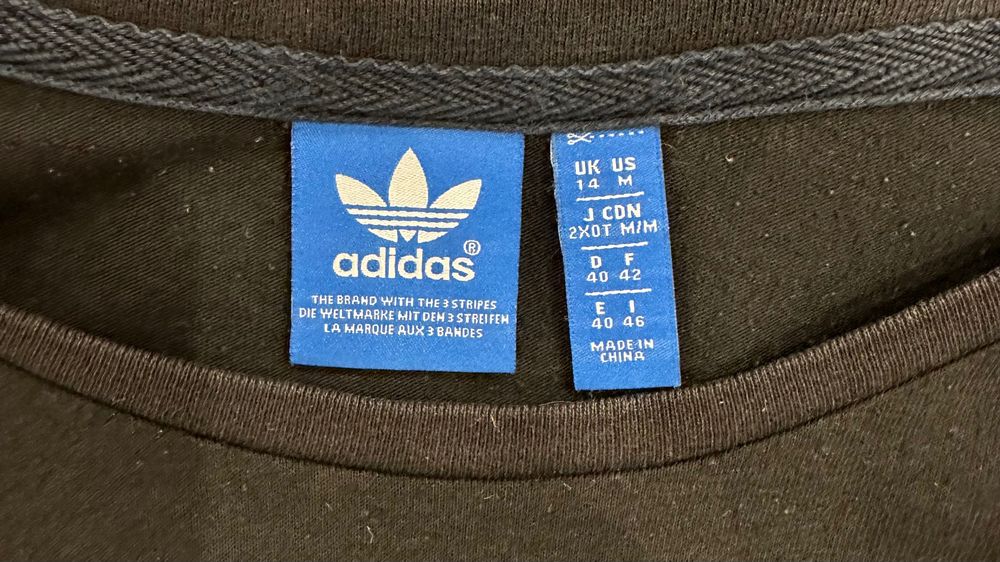 adidas®
THE BRAND WITH THE 3 STRIPES
DIE WELTMARKE MIT DEN 3 STREIFEN
LA MARQUE AUX 3 BANDES
UK US
14 M
J CDN
2XOT M/M
D F
40 42
E I
40 46
MADE IN
CHINA